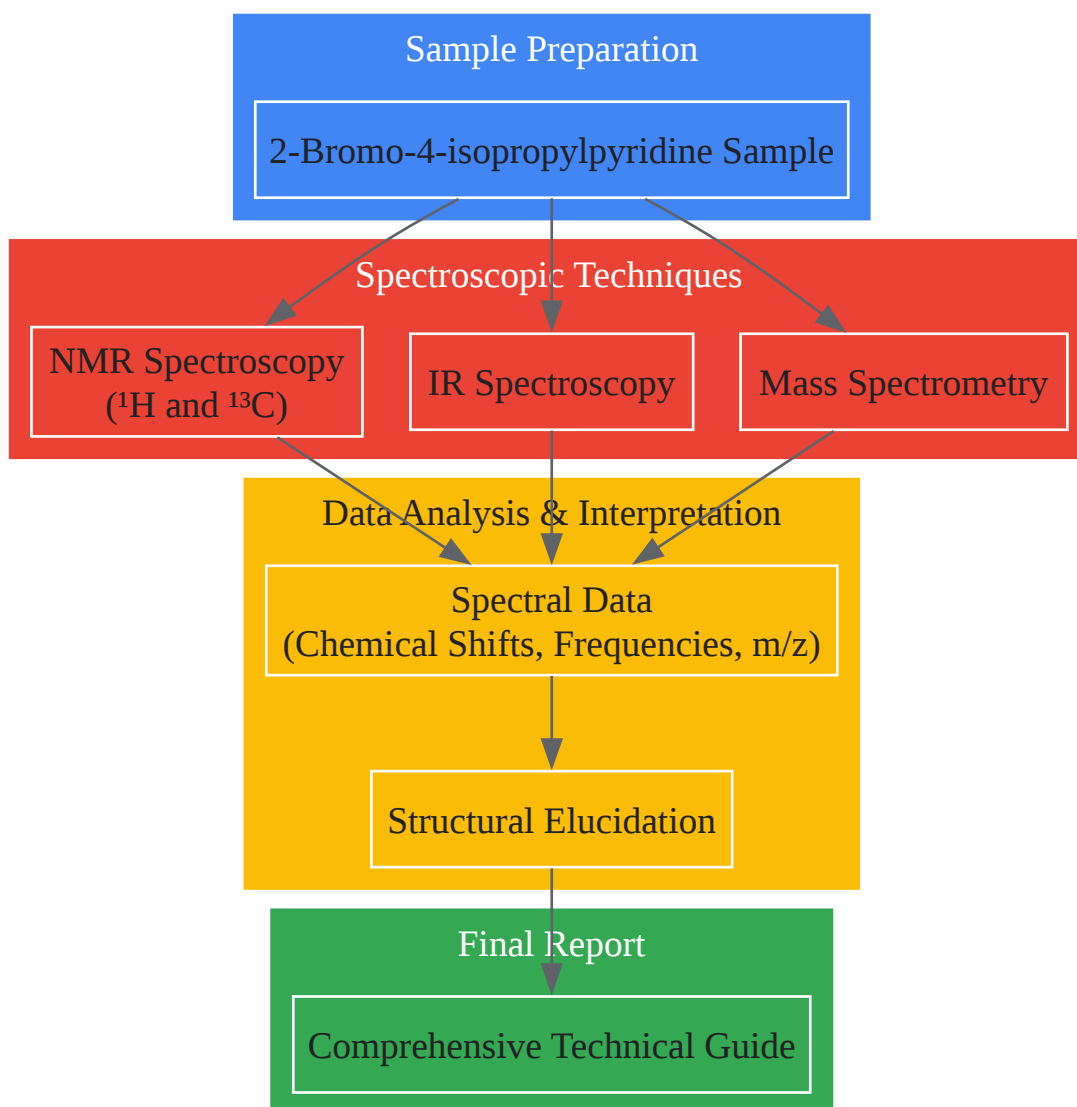 Sample Preparation
2-Bromo-4-isopropylpyridine Sample
Spectroscopic Techniques
NMR Spectroscopy
(¹H and ¹³C)
IR Spectroscopy
Mass Spectrometry
Data Analysis & Interpretation
Spectral Data
(Chemical Shifts, Frequencies, m/z)
Structural Elucidation
Final Report
Comprehensive Technical Guide